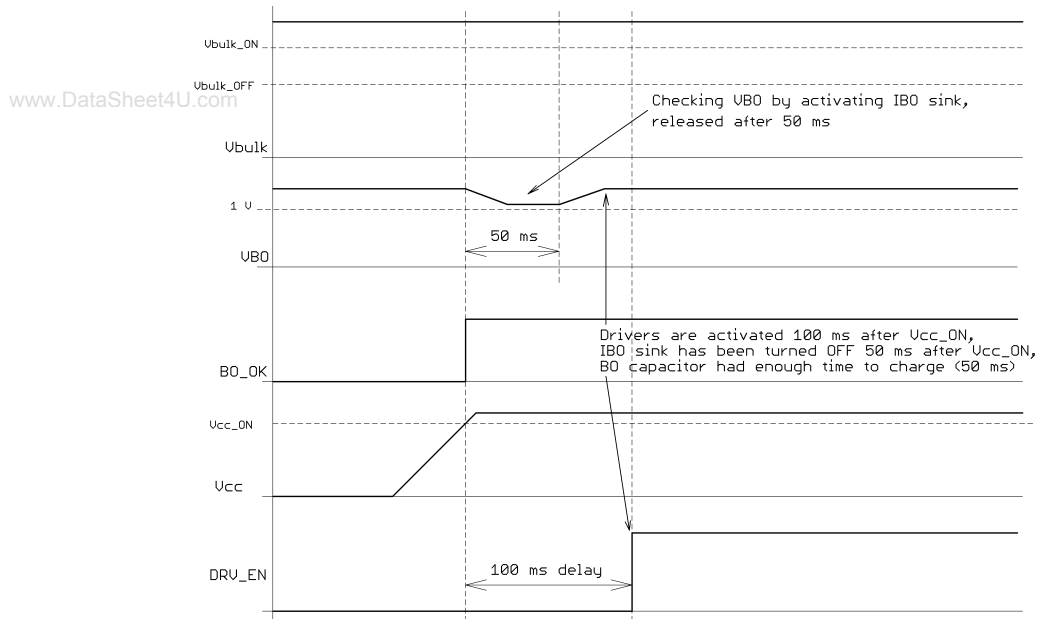 Vbulk_ON
Vbulk_OFF
www.DataSheet4U.com
Checking VBO by activating IBO sink,
released after 50 ms
Vbulk
1 V
50 ms
VBO
Drivers are activated 100 ms after Vcc_ON,
IBO sink has been turned OFF 50 ms after Vcc_ON,
BO capacitor had enough time to charge (50 ms)
BO_OK
Vcc_ON
Vcc
100 ms delay
DRV_EN